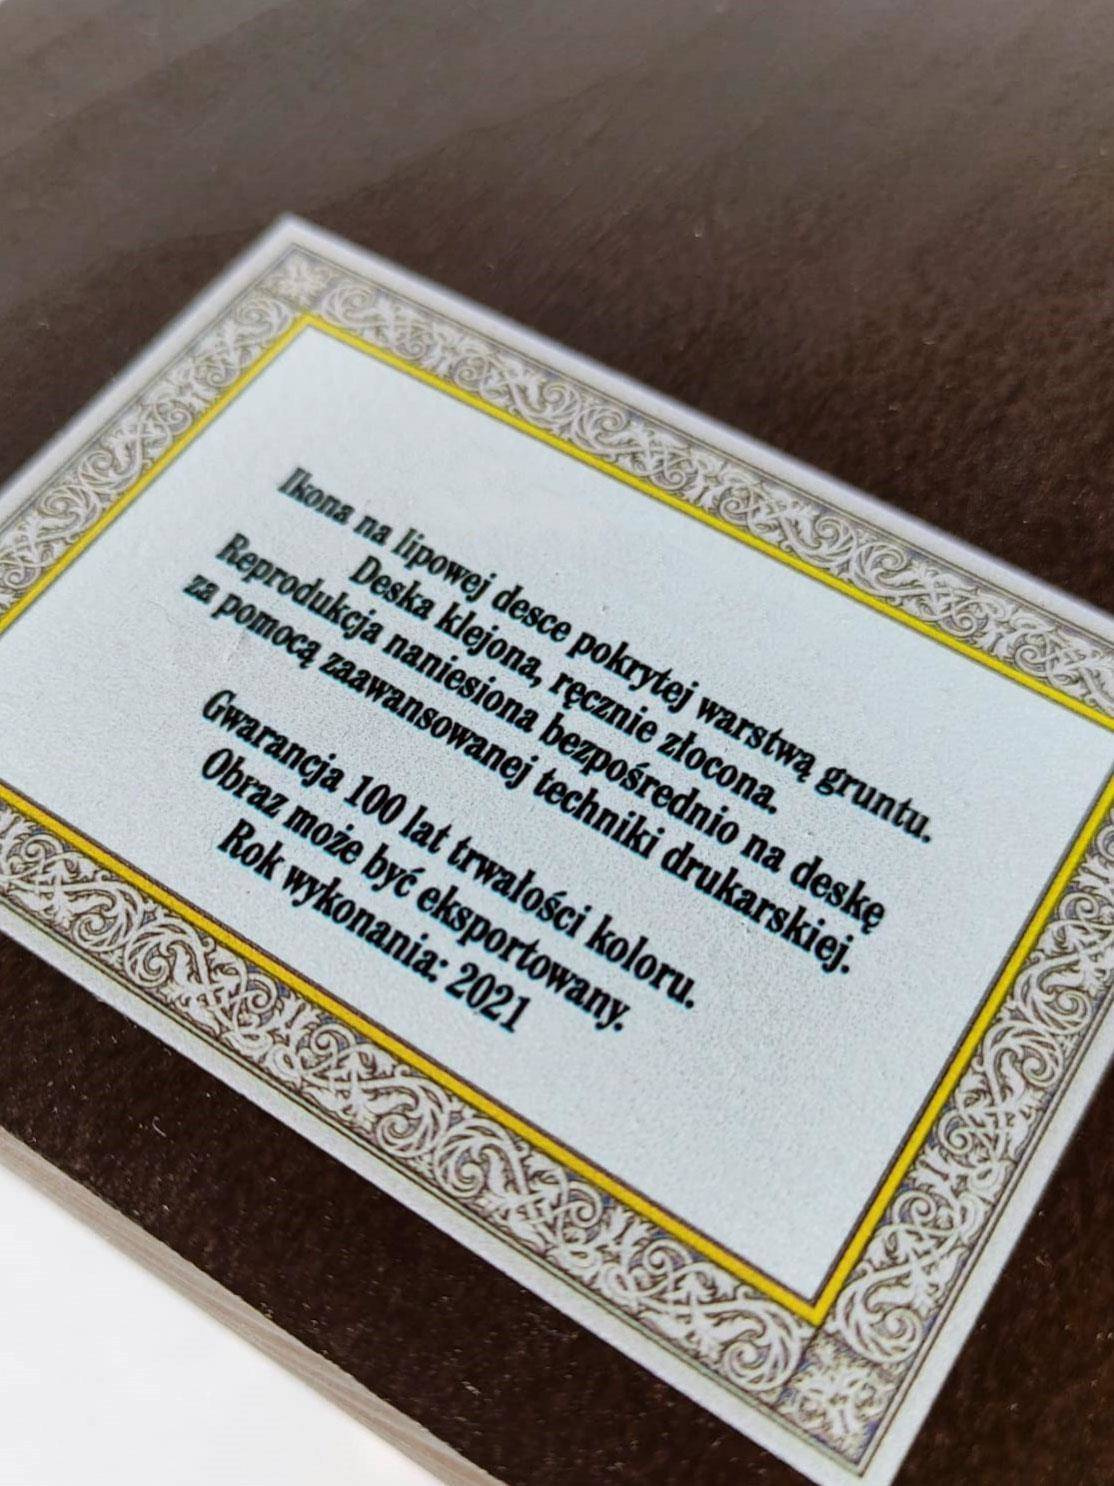 Ikona na lipowej desce pokrytej warstwą gruntu.
Deska klejona, ręcznie złocona.
Reprodukcja naniesiona bezpośrednio na deskę
za pomocą zaawansowanej techniki drukarskiej.
Gwarancja 100 lat trwałości koloru.
Obraz może być eksportowany.
Rok wykonania: 2021